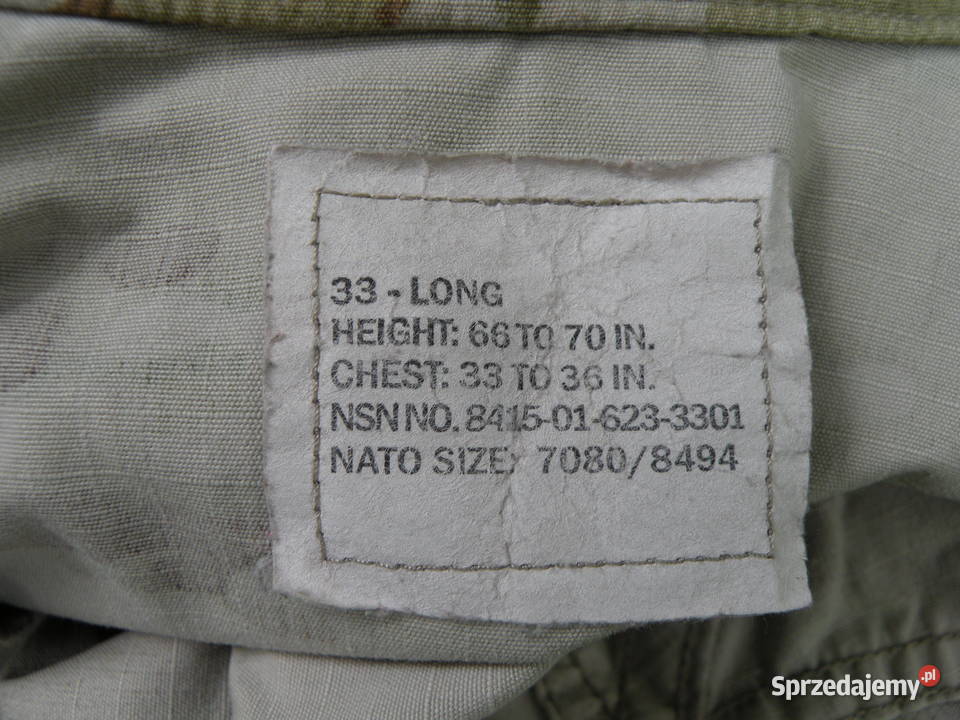 33 - LONG
HEIGHT: 66 TO 70 IN.
CHEST: 33 TO 36 IN.
NSN NO. 8415-01-623-3301
NATO SIZE: 7080/8494
Sprzedajemy.pl